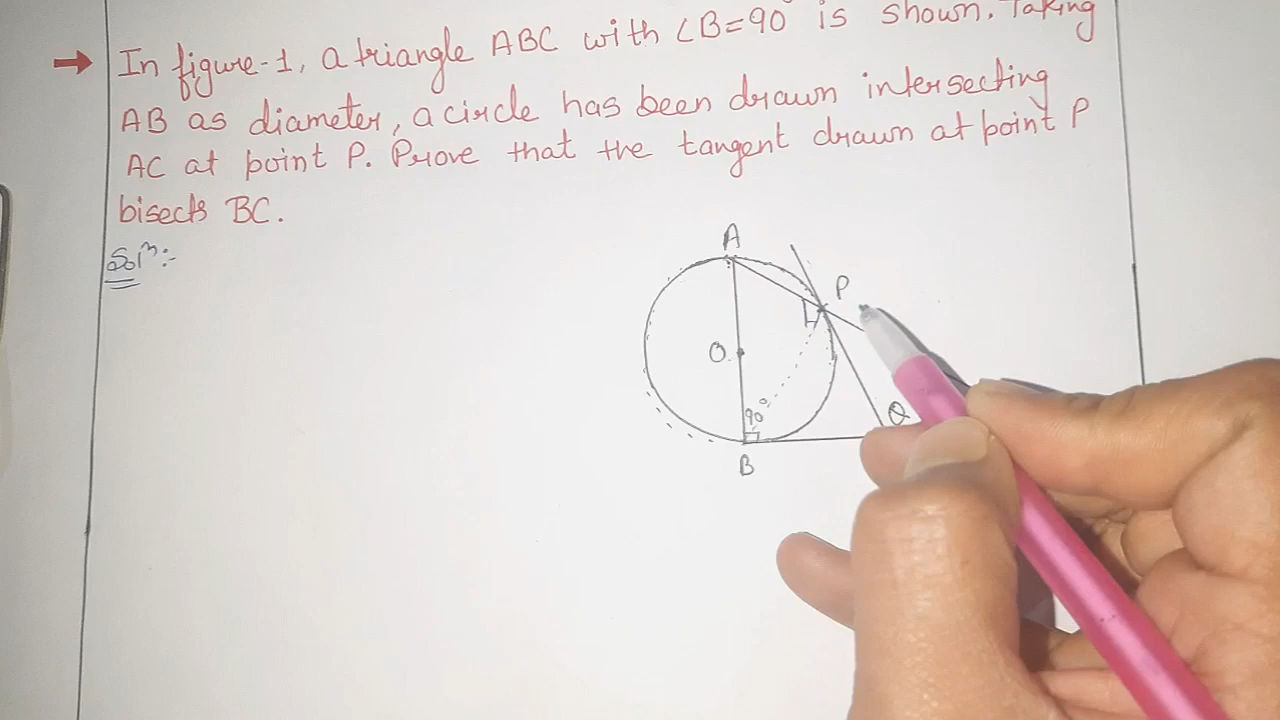 In figure-1, a triangle ABC with ∠B=90° is shown. Taking
AB as diameter, a circle has been drawn intersecting
AC at point P. Prove that the tangent drawn at point P
bisects BC.
Solⁿ:-
A
P
O
90°
Q
B